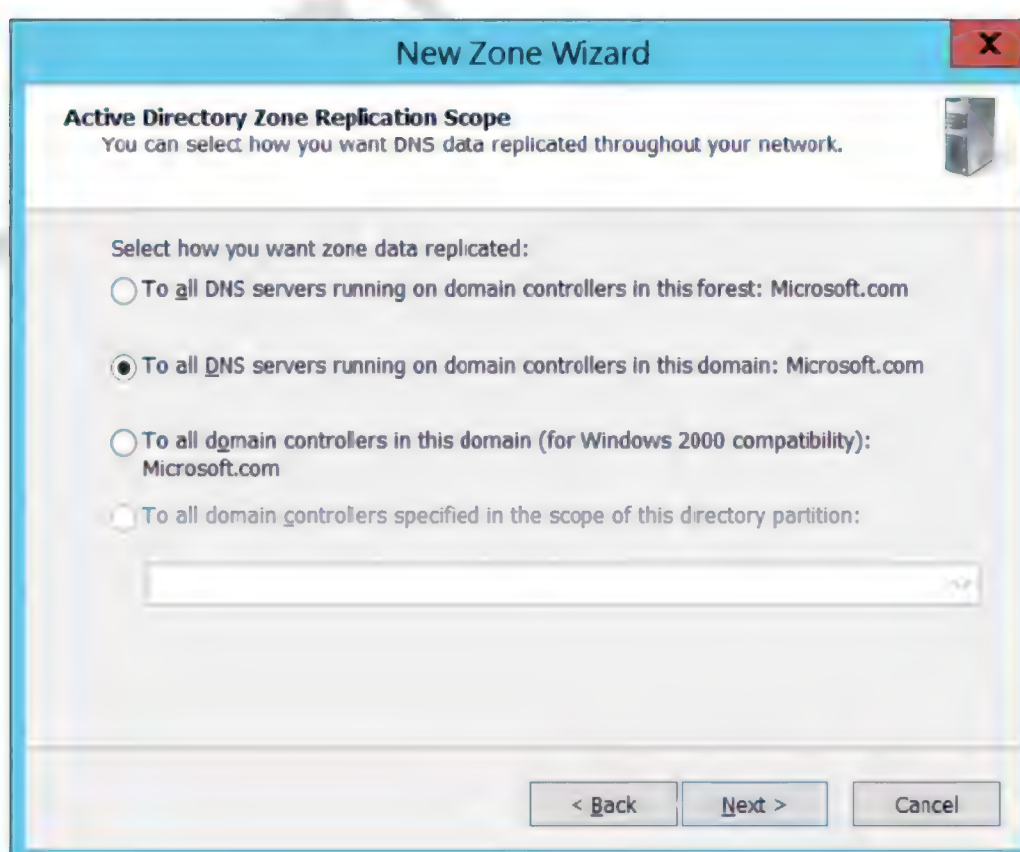 New Zone Wizard
X
Active Directory Zone Replication Scope
You can select how you want DNS data replicated throughout your network.
Select how you want zone data replicated:
To all DNS servers running on domain controllers in this forest: Microsoft.com
To all DNS servers running on domain controllers in this domain: Microsoft.com
To all domain controllers in this domain (for Windows 2000 compatibility):
Microsoft.com
To all domain controllers specified in the scope of this directory partition:
< Back Next > Cancel